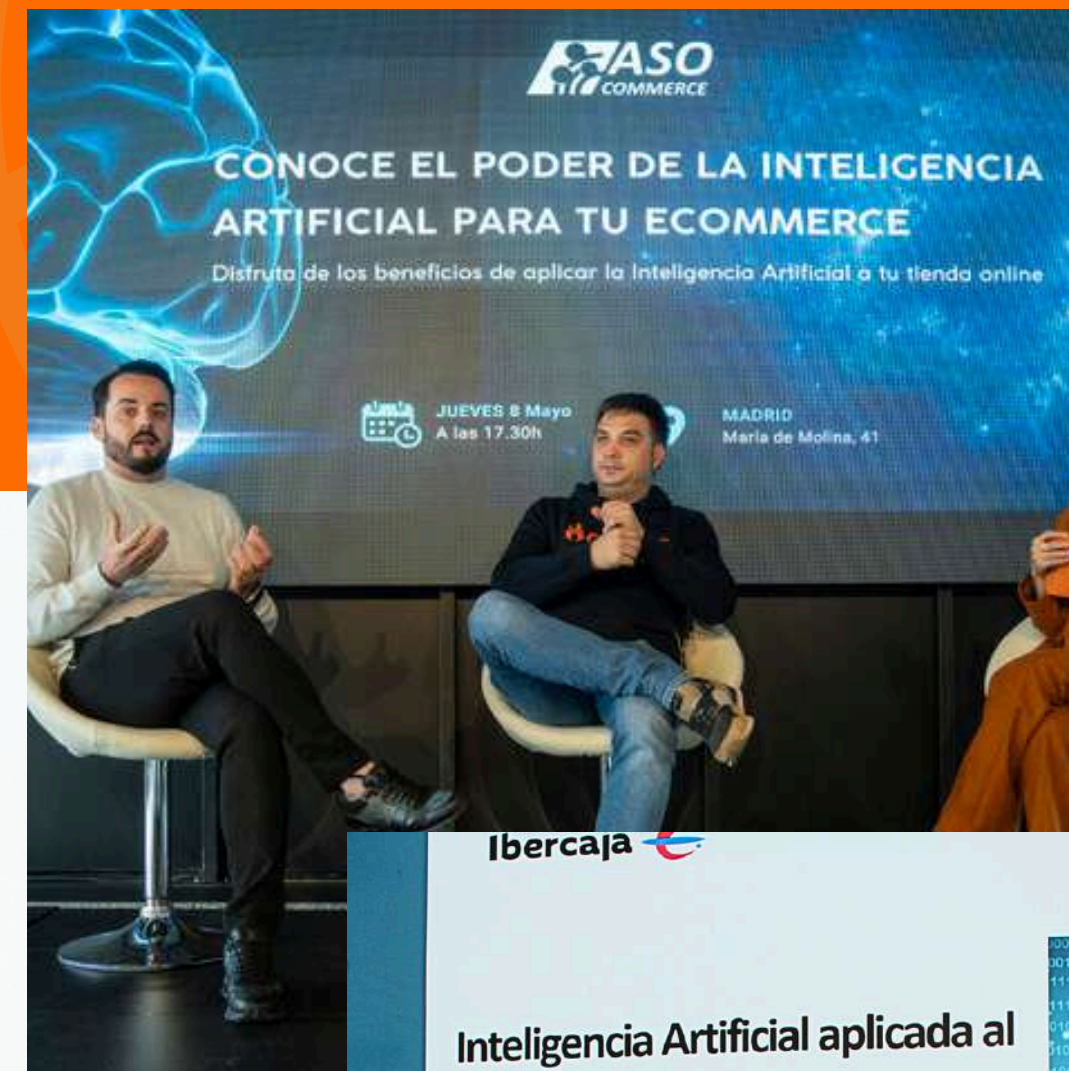 ASO
COMMERCE
CONOCE EL PODER DE LA INTELIGENCIA
ARTIFICIAL PARA TU ECOMMERCE
Disfruta de los beneficios de aplicar la Inteligencia Artificial a tu tienda online
JUEVES 8 Mayo
A las 17.30h
MADRID
María de Molina, 41
Ibercaja
Inteligencia Artificial aplicada al